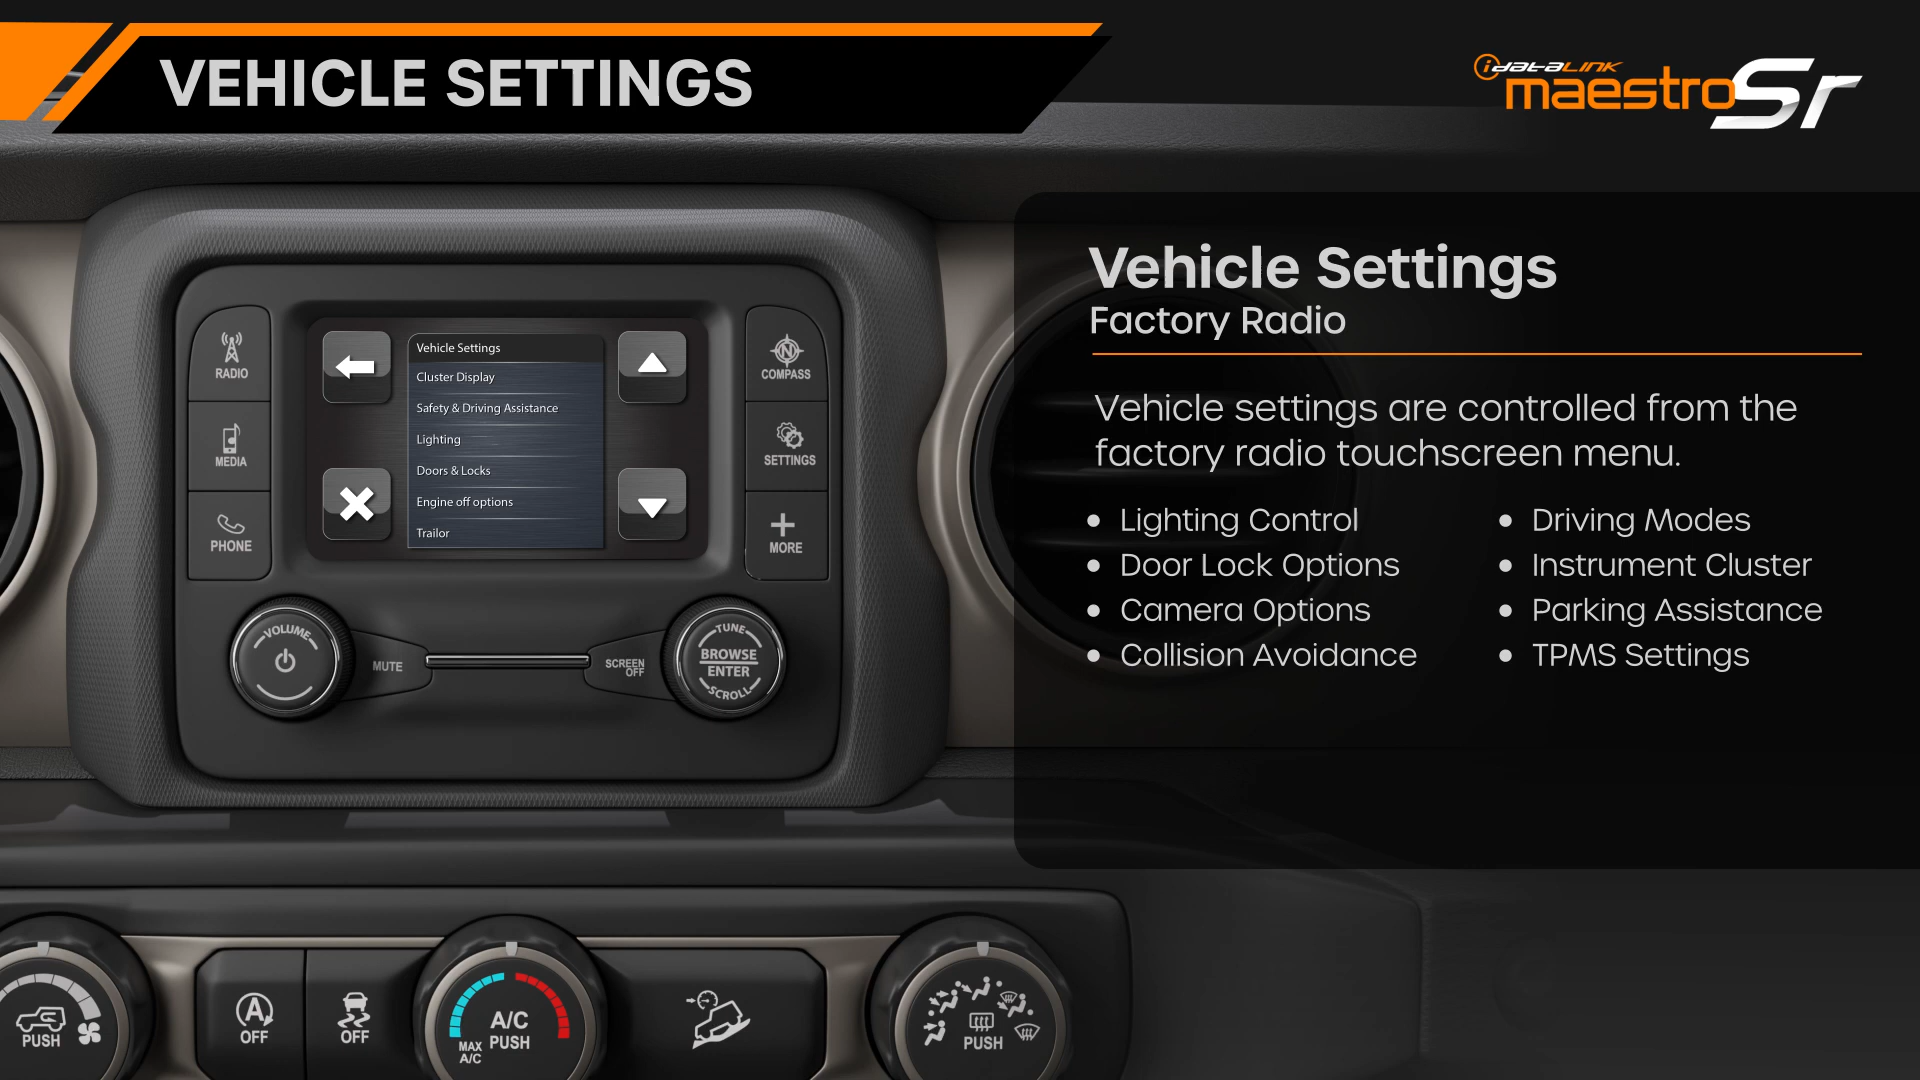 VEHICLE SETTINGS
iDataLINK
maestro Sr
RADIO
MEDIA
PHONE
Vehicle Settings
Cluster Display
Safety & Driving Assistance
Lighting
Doors & Locks
Engine off options
Trailor
N
COMPASS
SETTINGS
MORE
VOLUME
MUTE
SCREEN
OFF
TUNE
BROWSE
ENTER
SCROLL
Vehicle Settings
Factory Radio
Vehicle settings are controlled from the
factory radio touchscreen menu.
• Lighting Control
• Door Lock Options
• Camera Options
• Collision Avoidance
• Driving Modes
• Instrument Cluster
• Parking Assistance
• TPMS Settings
PUSH
A
OFF
OFF
A/C
PUSH
MAX
A/C
PUSH